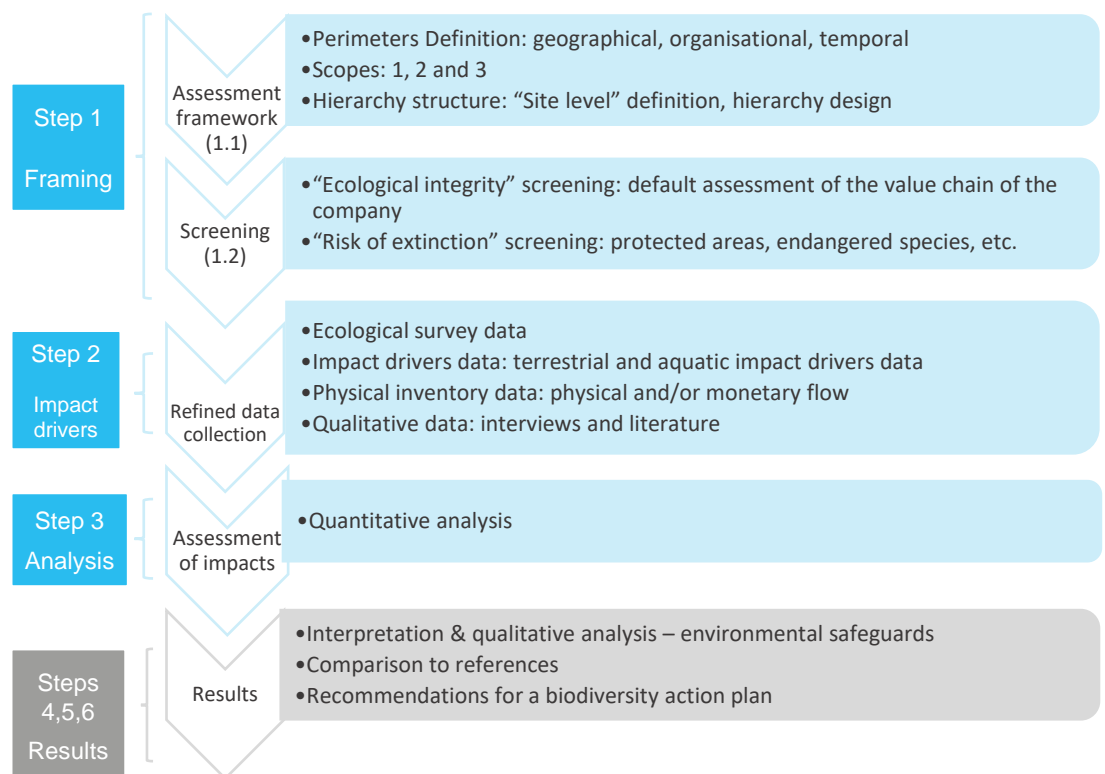 Step 1
Framing
Assessment
framework
(1.1)
•Perimeters Definition: geographical, organisational, temporal
•Scopes: 1, 2 and 3
•Hierarchy structure: “Site level” definition, hierarchy design
Screening
(1.2)
•“Ecological integrity” screening: default assessment of the value chain of the
company
•“Risk of extinction” screening: protected areas, endangered species, etc.
Step 2
Impact
drivers
Refined data
collection
•Ecological survey data
•Impact drivers data: terrestrial and aquatic impact drivers data
•Physical inventory data: physical and/or monetary flow
•Qualitative data: interviews and literature
Step 3
Analysis
Assessment
of impacts
•Quantitative analysis
Steps
4,5,6
Results
Results
•Interpretation & qualitative analysis – environmental safeguards
•Comparison to references
•Recommendations for a biodiversity action plan